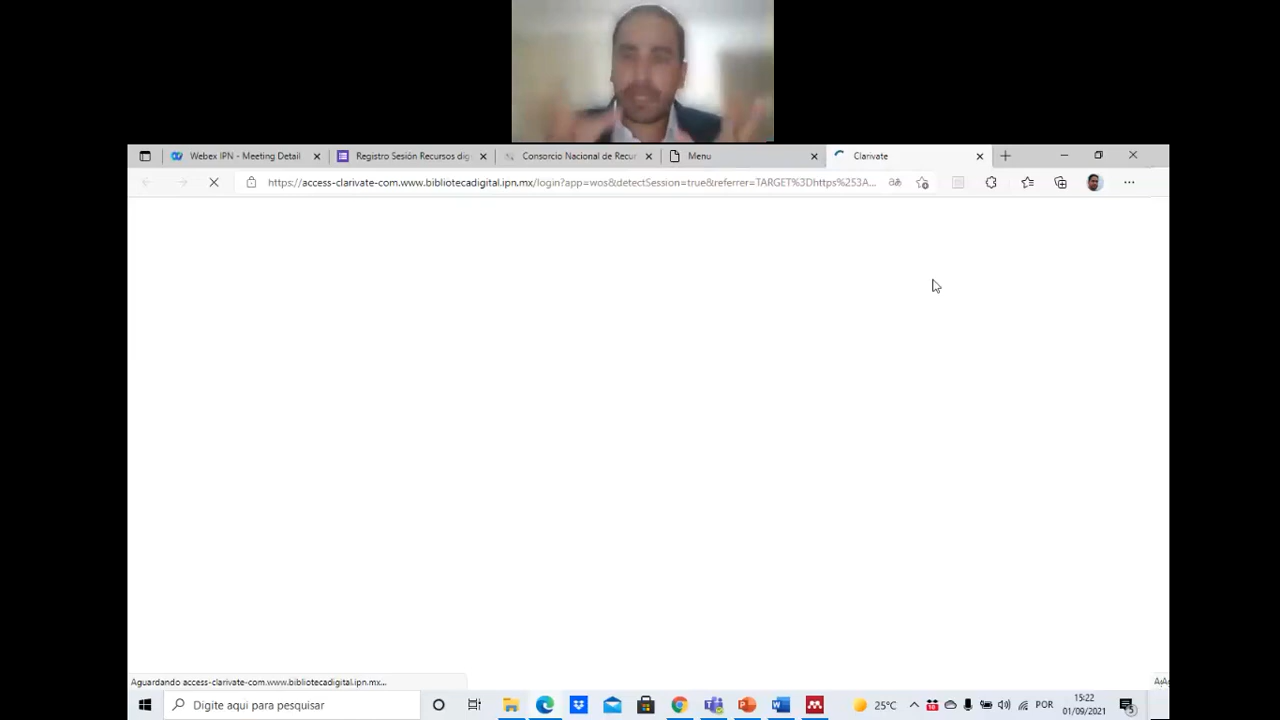 Webex IPN - Meeting Detail
Registro Sesión Recursos dig
Consorcio Nacional de Recur
Menu
Clarivate
https://access-clarivate-com.www.bibliotecadigital.ipn.mx/login?app=wos&detectSession=true&referrer=TARGET%3Dhttps%253A...
Aguardando access-clarivate-com.www.bibliotecadigital.ipn.mx...
Digite aqui para pesquisar
25°C
POR
15:22
01/09/2021